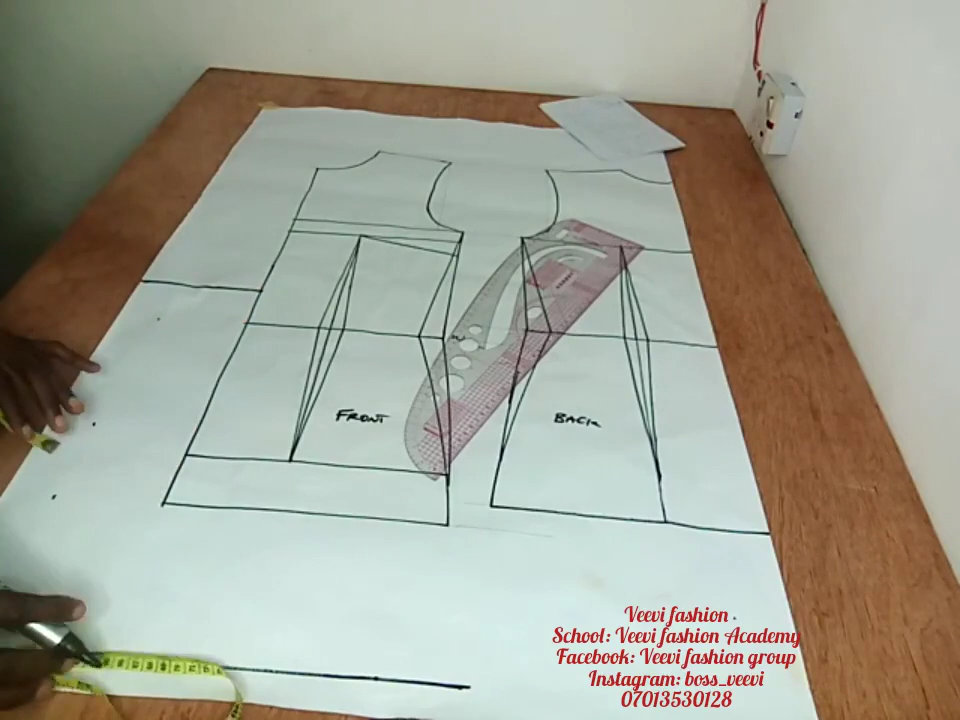 FRONT
BACK
Veevi fashion
School: Veevi fashion Academy
Facebook: Veevi fashion group
Instagram: boss_veevi
07013530128